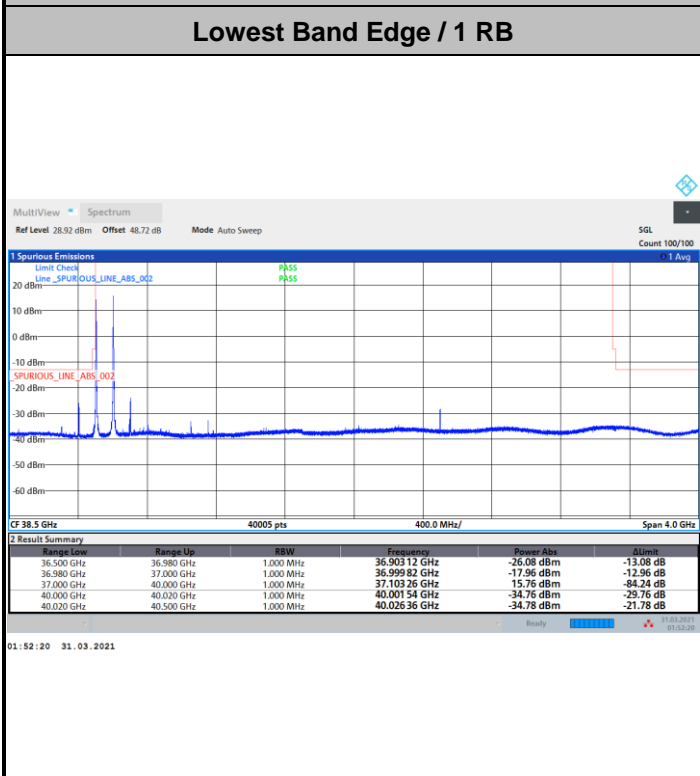 Lowest Band Edge / 1 RB
MultiView Spectrum
Ref Level 28.92 dBm Offset 48.72 dB Mode Auto Sweep SGL
Count 100/100
1 Spurious Emissions 1 Avg
Limit Check PASS
Line _SPURIOUS_LINE_ABS_002 PASS
20 dBm
10 dBm
0 dBm
-10 dBm
_SPURIOUS_LINE_ABS_002
-20 dBm
-30 dBm
-40 dBm
-50 dBm
-60 dBm
CF 38.5 GHz 40005 pts 400.0 MHz/ Span 4.0 GHz
2 Result Summary
Range Low Range Up RBW Frequency Power Abs ΔLimit
36.500 GHz 36.980 GHz 1.000 MHz 36.903 12 GHz -26.08 dBm -13.08 dB
36.980 GHz 37.000 GHz 1.000 MHz 36.999 82 GHz -17.96 dBm -12.96 dB
37.000 GHz 40.000 GHz 1.000 MHz 37.103 26 GHz 15.76 dBm -84.24 dB
40.000 GHz 40.020 GHz 1.000 MHz 40.001 54 GHz -34.76 dBm -29.76 dB
40.020 GHz 40.500 GHz 1.000 MHz 40.026 36 GHz -34.78 dBm -21.78 dB
Ready 31.03.2021
01:52:20
01:52:20 31.03.2021